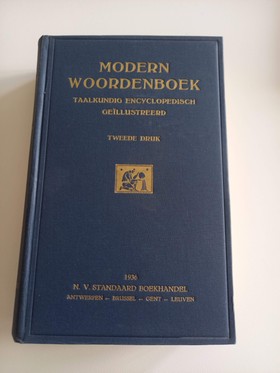 MODERN
WOORDENBOEK
TAALKUNDIG ENCYCLOPEDISCH
GEÏLLUSTREERD
TWEEDE DRUK
1936
N. V. STANDAARD BOEKHANDEL
ANTWERPEN – BRUSSEL – GENT – LEUVEN